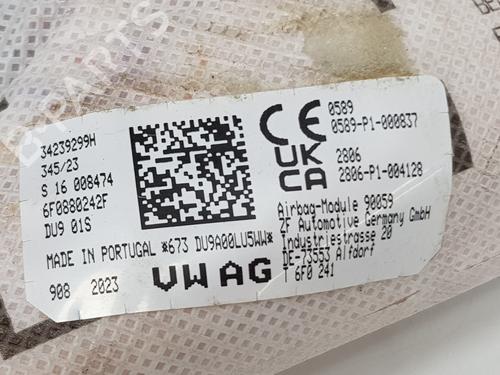 34239299H
345/23
S 16 008474
6F0880242F
DU9 01S
MADE IN PORTUGAL *673 DU9A00LU5WW*
908 2023
VW AG
CE 0589
0589-P1-000837
UK
CA
2806
2806-P1-004128
Airbag-Module 90059
ZF Automotive Germany GmbH
Industriestrasse 20
DE-73553 Alfdorf
T 6F0 241
B-PARTS